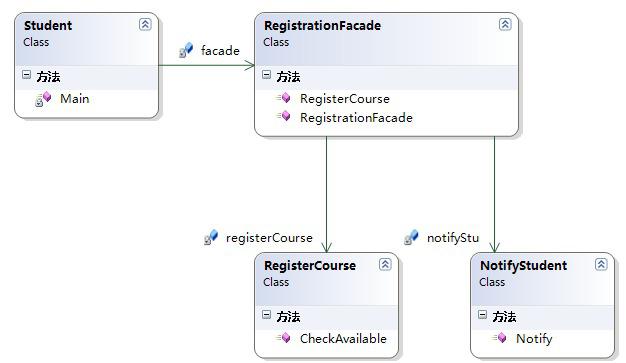 Student
Class
方法
Main
facade
RegistrationFacade
Class
方法
RegisterCourse
RegistrationFacade
registerCourse
notifyStu
RegisterCourse
Class
方法
CheckAvailable
NotifyStudent
Class
方法
Notify